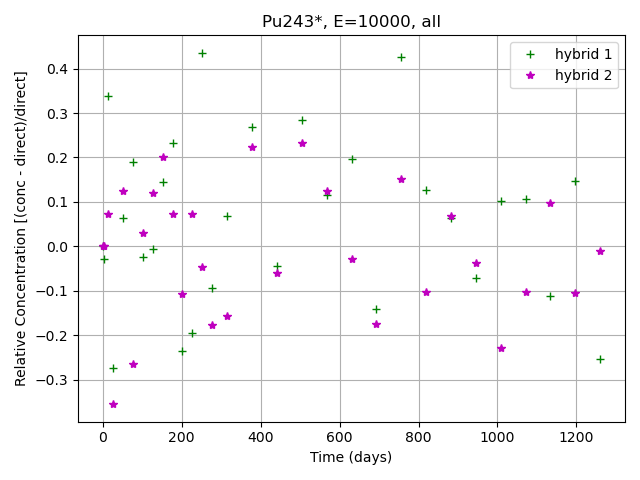 Pu243*, E=10000, all
Relative Concentration [(conc - direct)/direct]
0.4
0.3
0.2
0.1
0.0
−0.1
−0.2
−0.3
hybrid 1
hybrid 2
0 200 400 600 800 1000 1200
Time (days)